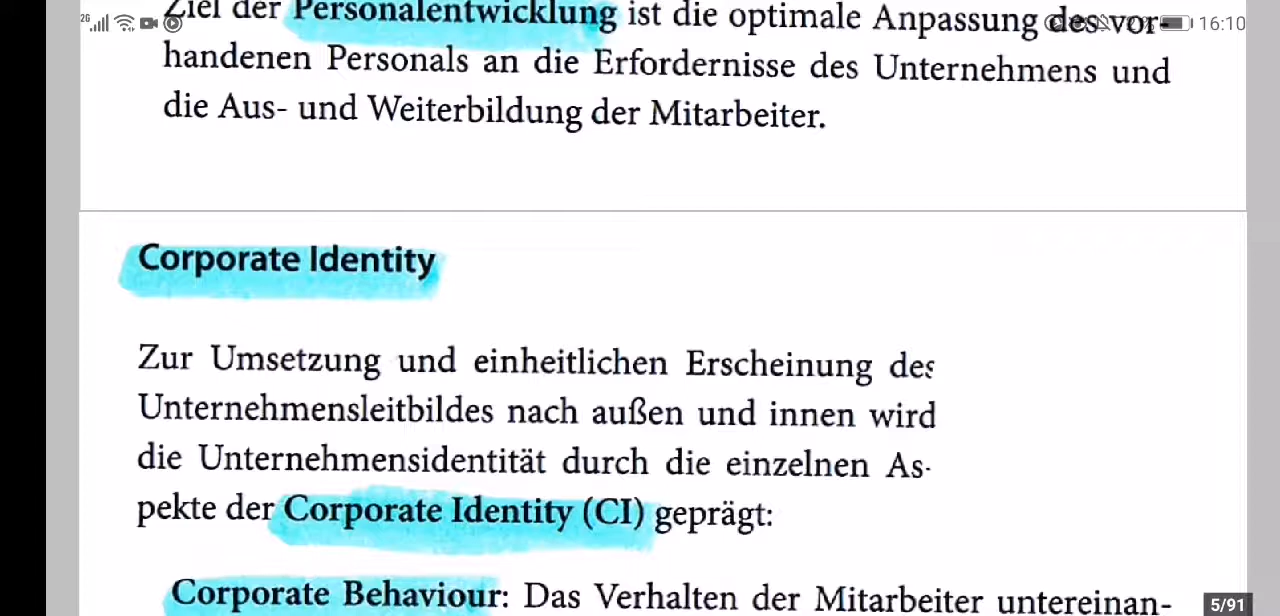 Ziel der Personalentwicklung ist die optimale Anpassung des vor-
16:10
handenen Personals an die Erfordernisse des Unternehmens und
die Aus- und Weiterbildung der Mitarbeiter.
Corporate Identity
Zur Umsetzung und einheitlichen Erscheinung des
Unternehmensleitbildes nach außen und innen wird
die Unternehmensidentität durch die einzelnen As-
pekte der Corporate Identity (CI) geprägt:
Corporate Behaviour: Das Verhalten der Mitarbeiter untereinan-
5/91